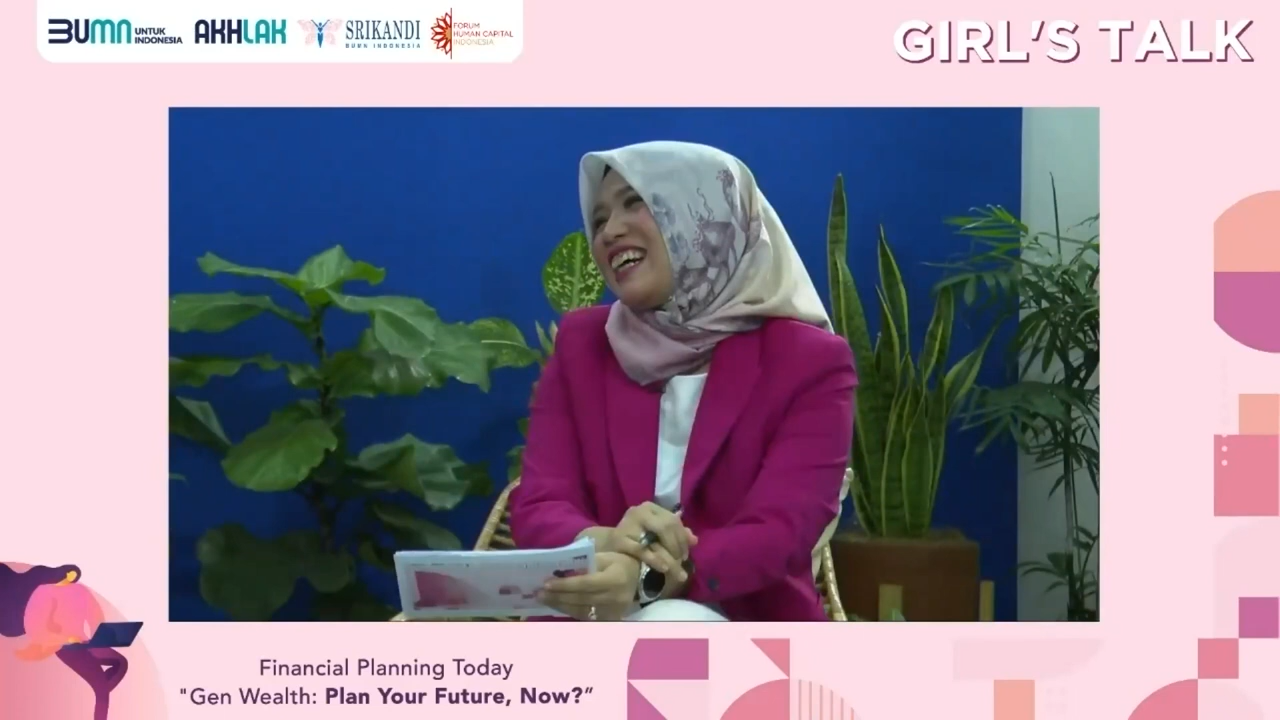 BUMN UNTUK
INDONESIA
AKHLAK
SRIKANDI
BUMN INDONESIA
FORUM
HUMAN CAPITAL
INDONESIA
GIRL'S TALK
Financial Planning Today
"Gen Wealth: Plan Your Future, Now?"